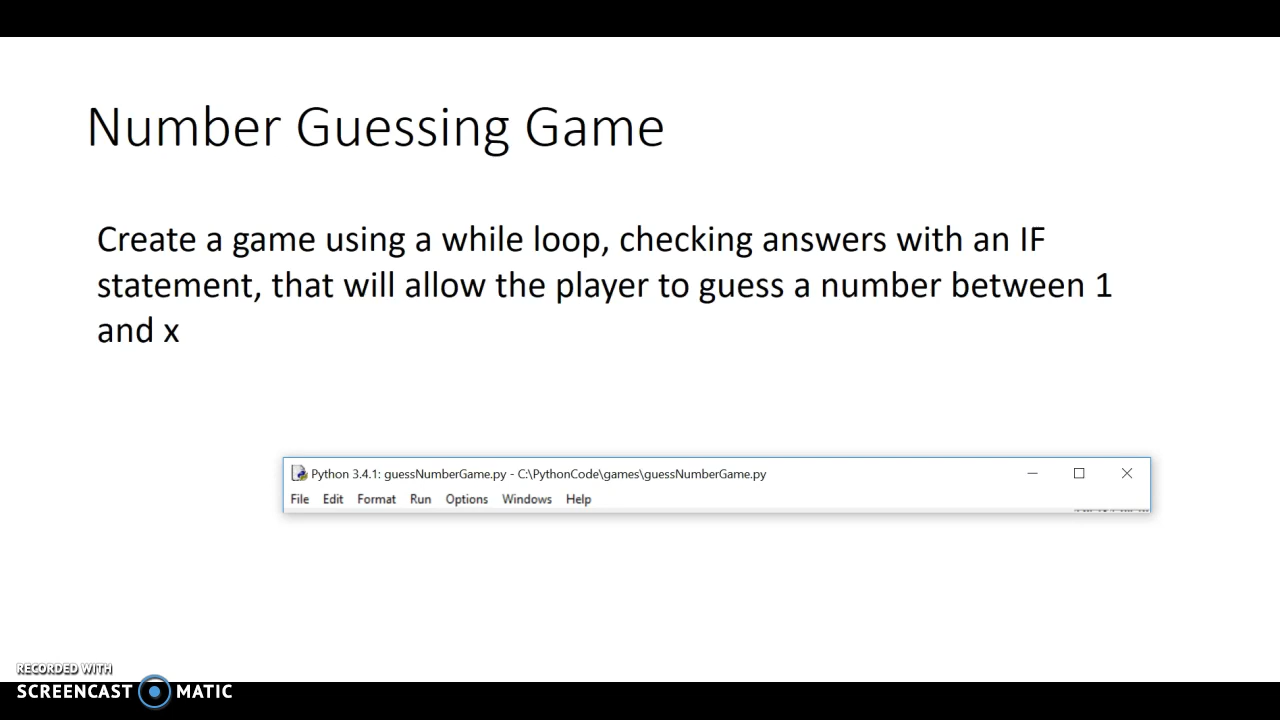 Number Guessing Game
Create a game using a while loop, checking answers with an IF
statement, that will allow the player to guess a number between 1
and x
Python 3.4.1: guessNumberGame.py - C:\PythonCode\games\guessNumberGame.py
File Edit Format Run Options Windows Help
RECORDED WITH
SCREENCAST MATIC